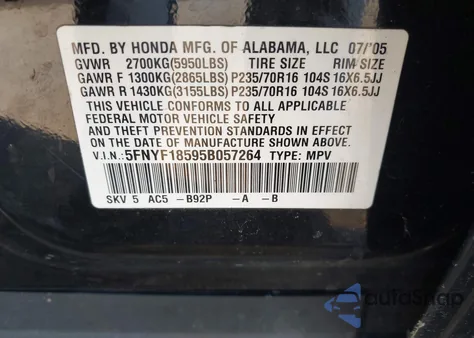 MFD. BY HONDA MFG. OF ALABAMA, LLC 07/'05
GVWR 2700KG(5950LBS) TIRE SIZE RIM SIZE
GAWR F 1300KG(2865LBS) P235/70R16 104S 16X6.5JJ
GAWR R 1430KG(3155LBS) P235/70R16 104S 16X6.5JJ
THIS VEHICLE CONFORMS TO ALL APPLICABLE
FEDERAL MOTOR VEHICLE SAFETY
AND THEFT PREVENTION STANDARDS IN EFFECT ON THE DATE
OF MANUFACTURE SHOWN ABOVE.
V.I.N.: 5FNYF18595B057264 TYPE: MPV
SKV 5 AC5 -B92P -A -B
autoSnap